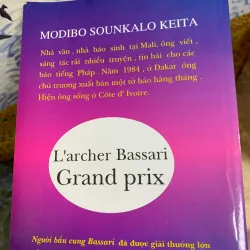 MODIBO SOUNKALO KEITA
Nhà văn, nhà báo sinh tại Mali, ông viết,
sáng tác rất nhiều truyện, tin bài cho các
báo tiếng Pháp. Năm 1984, ở Dakar ông
chủ trương xuất bản một tờ báo hàng tháng.
Hiện ông sống ở Côte d' Ivoire.
L'archer Bassari
Grand prix
Người bắn cung Bassari đã được giải thưởng lớn